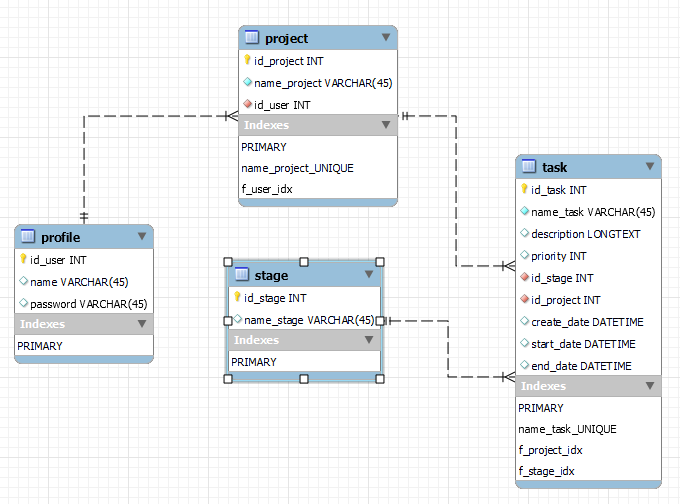 project
id_project INT
name_project VARCHAR(45)
id_user INT
Indexes
PRIMARY
name_project_UNIQUE
f_user_idx
profile
id_user INT
name VARCHAR(45)
password VARCHAR(45)
Indexes
PRIMARY
stage
id_stage INT
name_stage VARCHAR(45)
Indexes
PRIMARY
task
id_task INT
name_task VARCHAR(45)
description LONGTEXT
priority INT
id_stage INT
id_project INT
create_date DATETIME
start_date DATETIME
end_date DATETIME
Indexes
PRIMARY
name_task_UNIQUE
f_project_idx
f_stage_idx